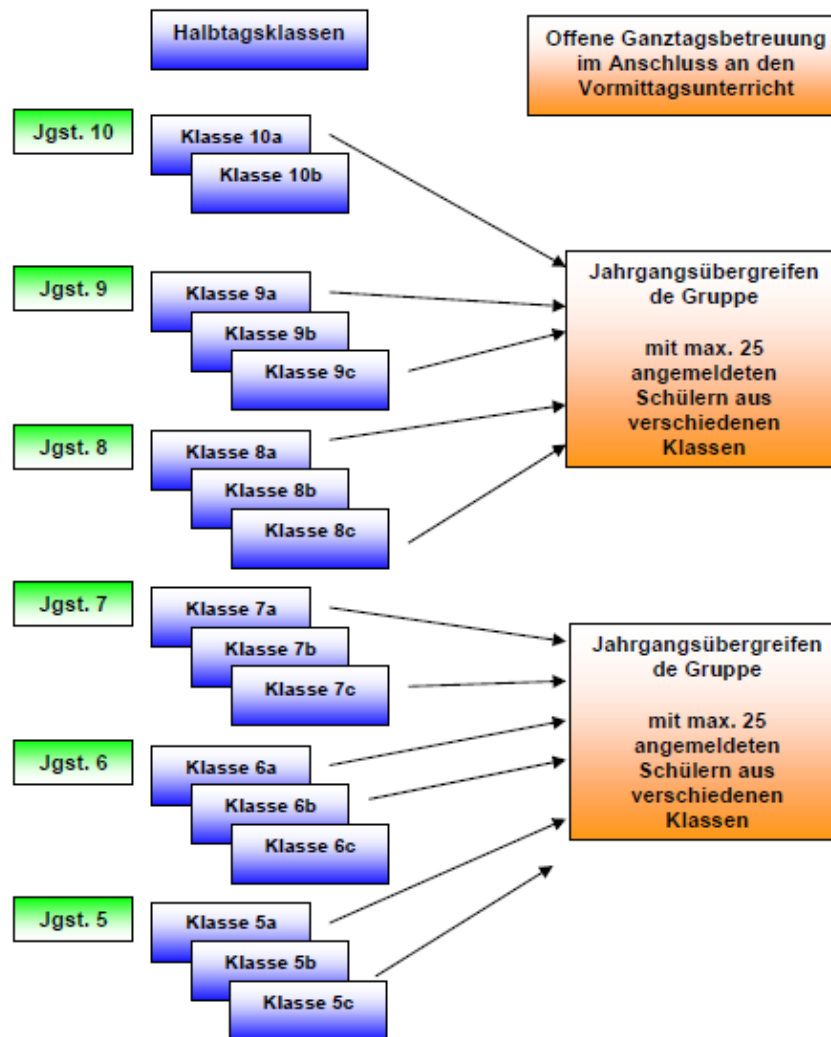 Halbtagsklassen
Offene Ganztagsbetreuung
im Anschluss an den
Vormittagsunterricht
Jgst. 10
Klasse 10a
Klasse 10b
Jgst. 9
Klasse 9a
Klasse 9b
Klasse 9c
Jahrgangsübergreifen
de Gruppe
mit max. 25
angemeldeten
Schülern aus
verschiedenen
Klassen
Jgst. 8
Klasse 8a
Klasse 8b
Klasse 8c
Jgst. 7
Klasse 7a
Klasse 7b
Klasse 7c
Jahrgangsübergreifen
de Gruppe
mit max. 25
angemeldeten
Schülern aus
verschiedenen
Klassen
Jgst. 6
Klasse 6a
Klasse 6b
Klasse 6c
Jgst. 5
Klasse 5a
Klasse 5b
Klasse 5c